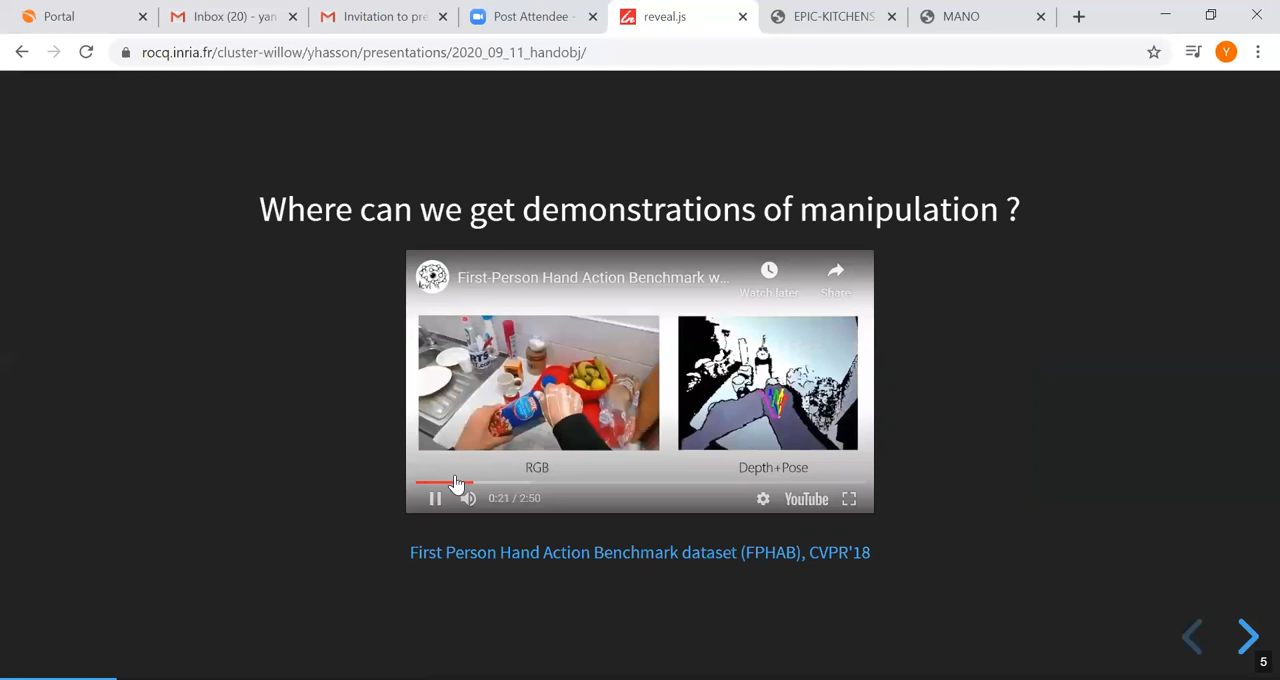 Portal
Inbox (20) - yan
Invitation to pre
Post Attendee -
reveal.js
EPIC-KITCHENS
MANO
rocq.inria.fr/cluster-willow/yhasson/presentations/2020_09_11_handobj/
Y
Where can we get demonstrations of manipulation ?
First-Person Hand Action Benchmark w...
Watch later
Share
RGB
Depth+Pose
0:21 / 2:50
YouTube
First Person Hand Action Benchmark dataset (FPHAB), CVPR'18
5